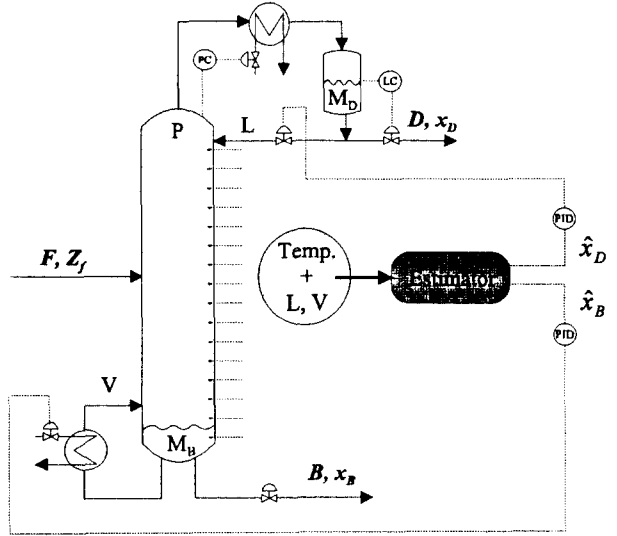 PC
LC
M_D
P
L
D, x_D
PID
x̂_D
F, Z_f
Temp.
+
L, V
Estimator
x̂_B
PID
V
M_B
B, x_B